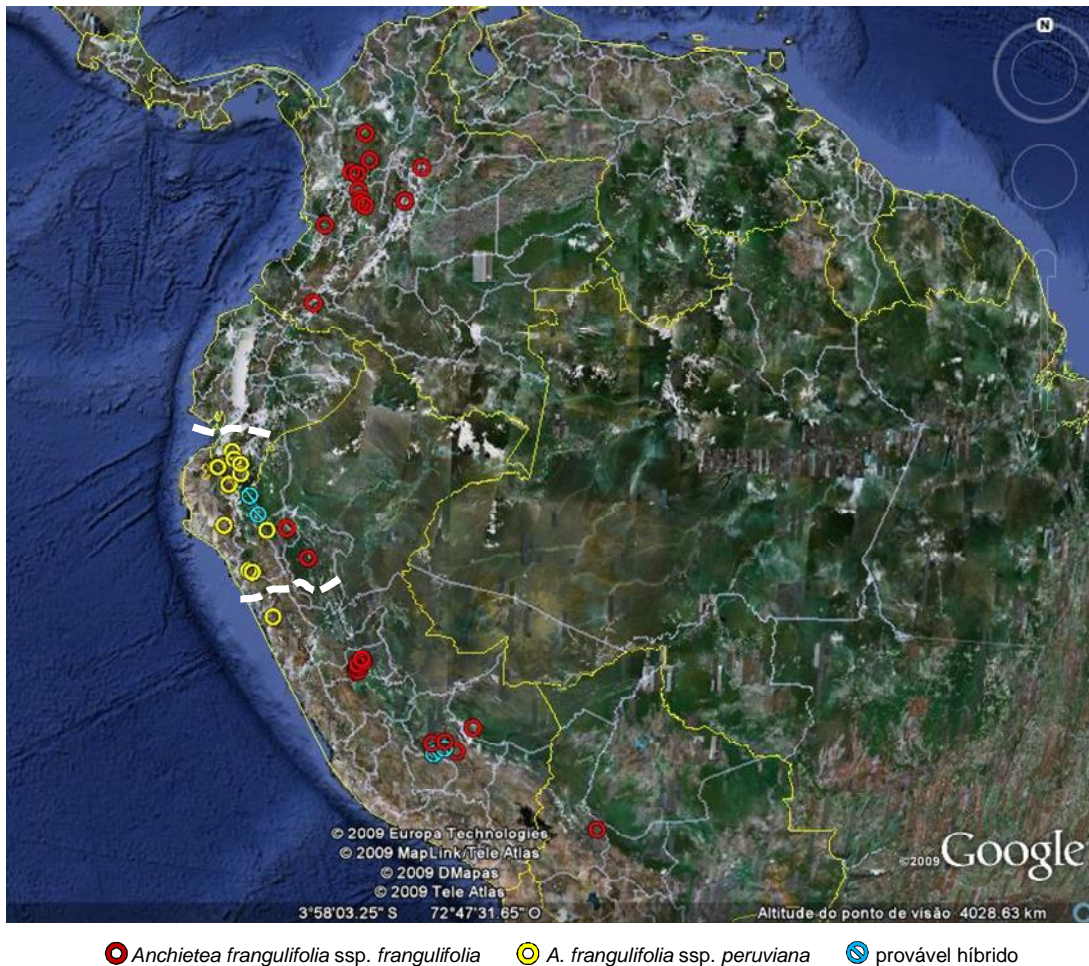 N
© 2009 Europa Technologies
© 2009 MapLink/Tele Atlas
© 2009 DMapas
© 2009 Tele Atlas
©2009 Google
3°58'03.25" S 72°47'31.65" O Altitude do ponto de visão 4028.63 km
Anchietea frangulifolia ssp. frangulifolia A. frangulifolia ssp. peruviana provável híbrido